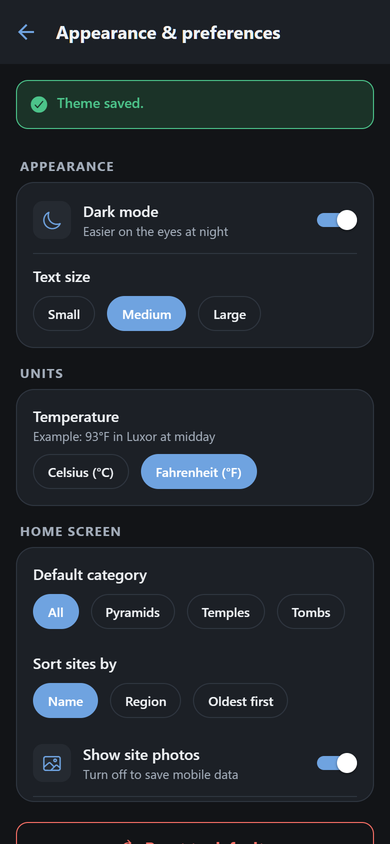 Appearance & preferences
Theme saved.
APPEARANCE
Dark mode
Easier on the eyes at night
Text size
Small Medium Large
UNITS
Temperature
Example: 93°F in Luxor at midday
Celsius (°C) Fahrenheit (°F)
HOME SCREEN
Default category
All Pyramids Temples Tombs
Sort sites by
Name Region Oldest first
Show site photos
Turn off to save mobile data